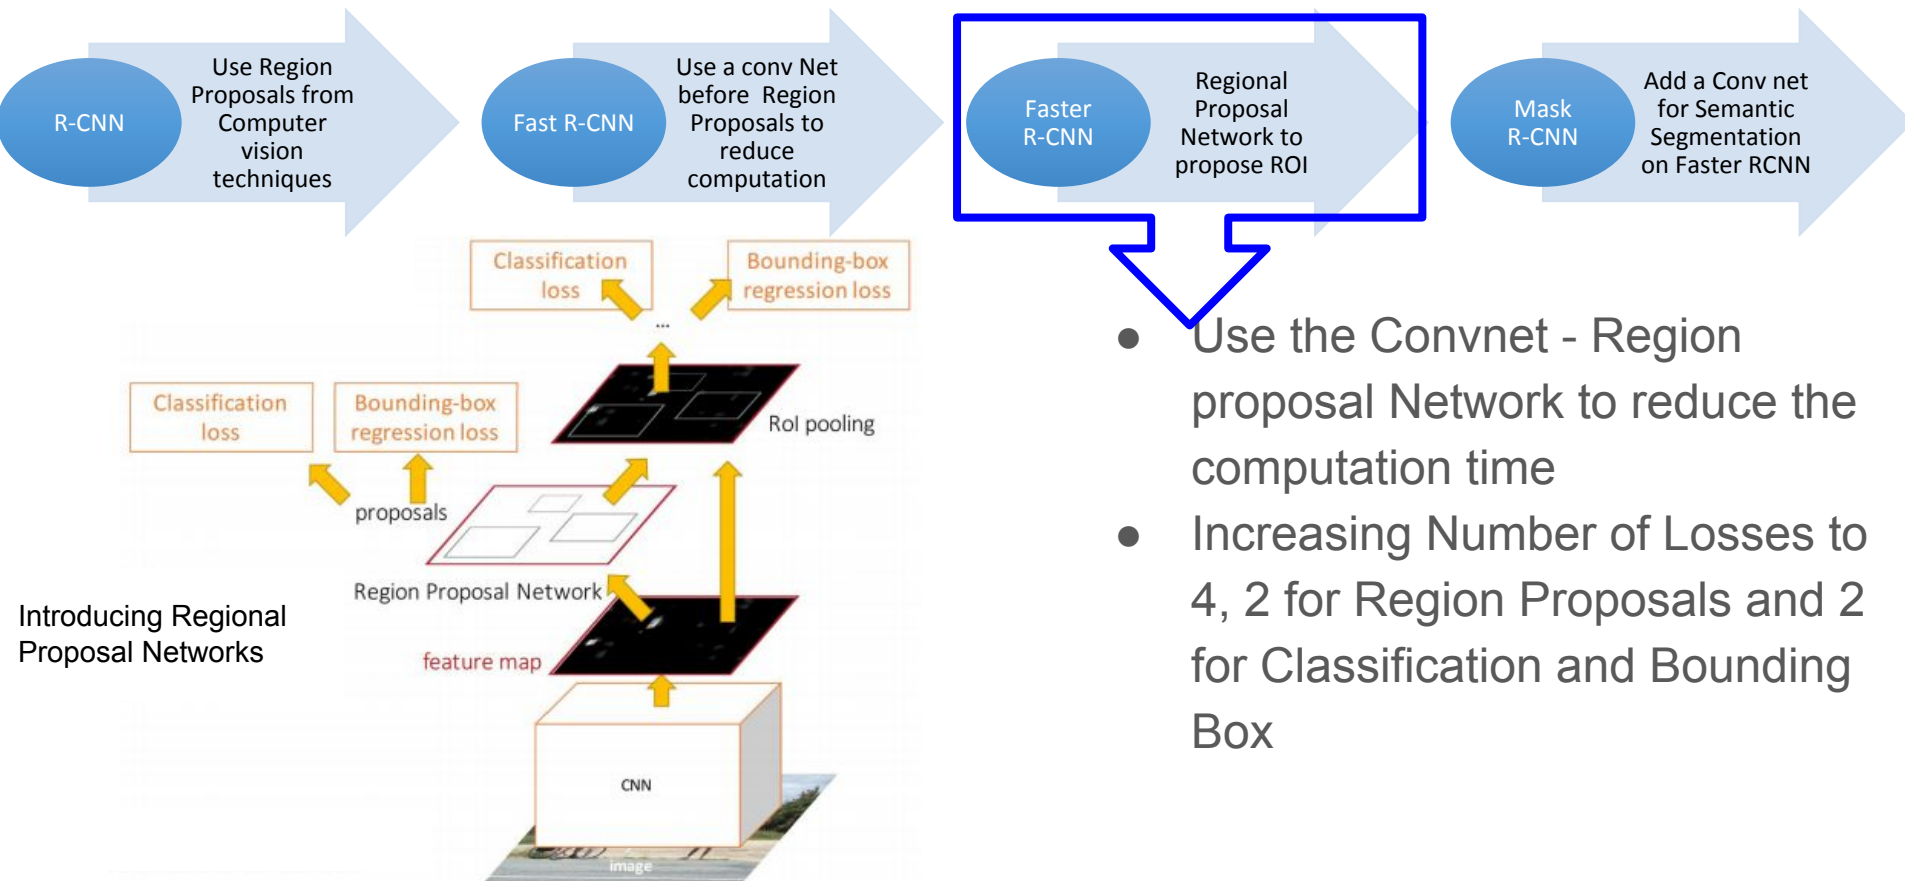 R-CNN
Use Region
Proposals from
Computer
vision
techniques
Fast R-CNN
Use a conv Net
before Region
Proposals to
reduce
computation
Faster
R-CNN
Regional
Proposal
Network to
propose ROI
Mask
R-CNN
Add a Conv net
for Semantic
Segmentation
on Faster RCNN
Classification
loss
Bounding-box
regression loss
...
Classification
loss
Bounding-box
regression loss
RoI pooling
proposals
Region Proposal Network
feature map
CNN
image
Introducing Regional
Proposal Networks
● Use the Convnet - Region
proposal Network to reduce the
computation time
● Increasing Number of Losses to
4, 2 for Region Proposals and 2
for Classification and Bounding
Box